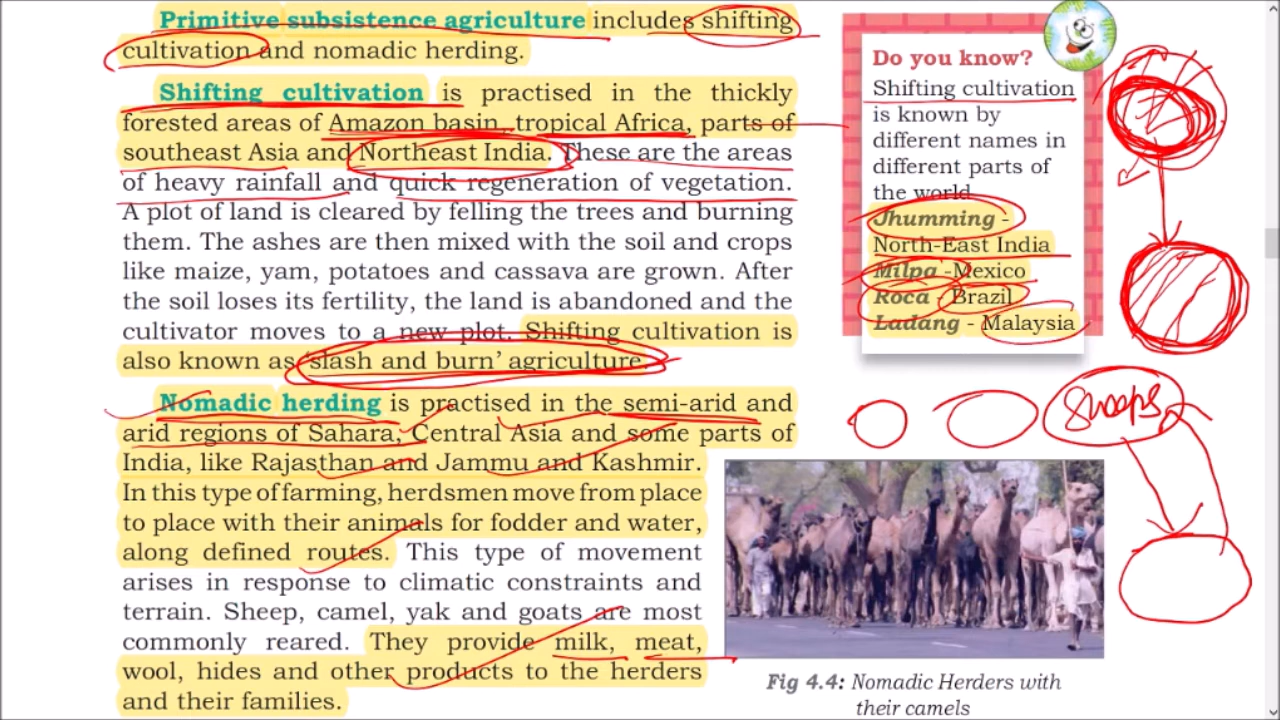 Primitive subsistence agriculture includes shifting
cultivation and nomadic herding.
Shifting cultivation is practised in the thickly
forested areas of Amazon basin, tropical Africa, parts of
southeast Asia and Northeast India. These are the areas
of heavy rainfall and quick regeneration of vegetation.
A plot of land is cleared by felling the trees and burning
them. The ashes are then mixed with the soil and crops
like maize, yam, potatoes and cassava are grown. After
the soil loses its fertility, the land is abandoned and the
cultivator moves to a new plot. Shifting cultivation is
also known as ‘slash and burn’ agriculture.
Nomadic herding is practised in the semi-arid and
arid regions of Sahara, Central Asia and some parts of
India, like Rajasthan and Jammu and Kashmir.
In this type of farming, herdsmen move from place
to place with their animals for fodder and water,
along defined routes. This type of movement
arises in response to climatic constraints and
terrain. Sheep, camel, yak and goats are most
commonly reared. They provide milk, meat,
wool, hides and other products to the herders
and their families.
Do you know?
Shifting cultivation
is known by
different names in
different parts of
the world
Jhumming -
North-East India
Milpa -Mexico
Roca - Brazil
Ladang - Malaysia
Fig 4.4: Nomadic Herders with
their camels